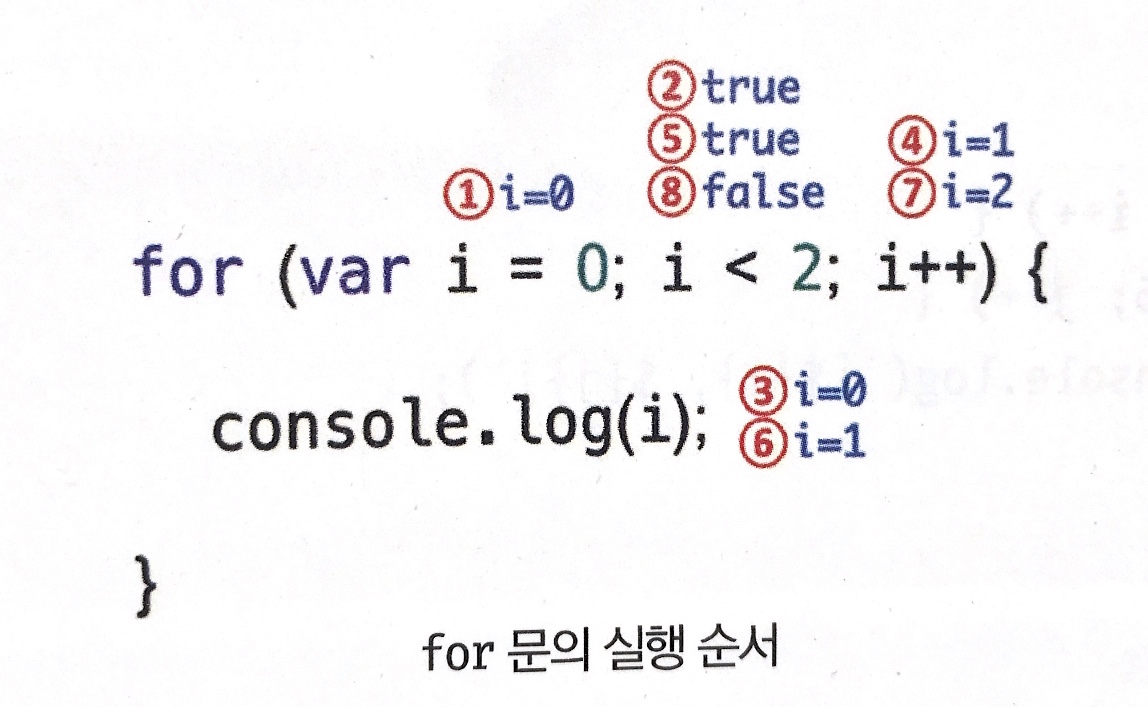 ②true
⑤true ④i=1
①i=0 ⑧false ⑦i=2
for (var i = 0; i < 2; i++) {
console.log(i); ③i=0
⑥i=1
}
for 문의 실행 순서